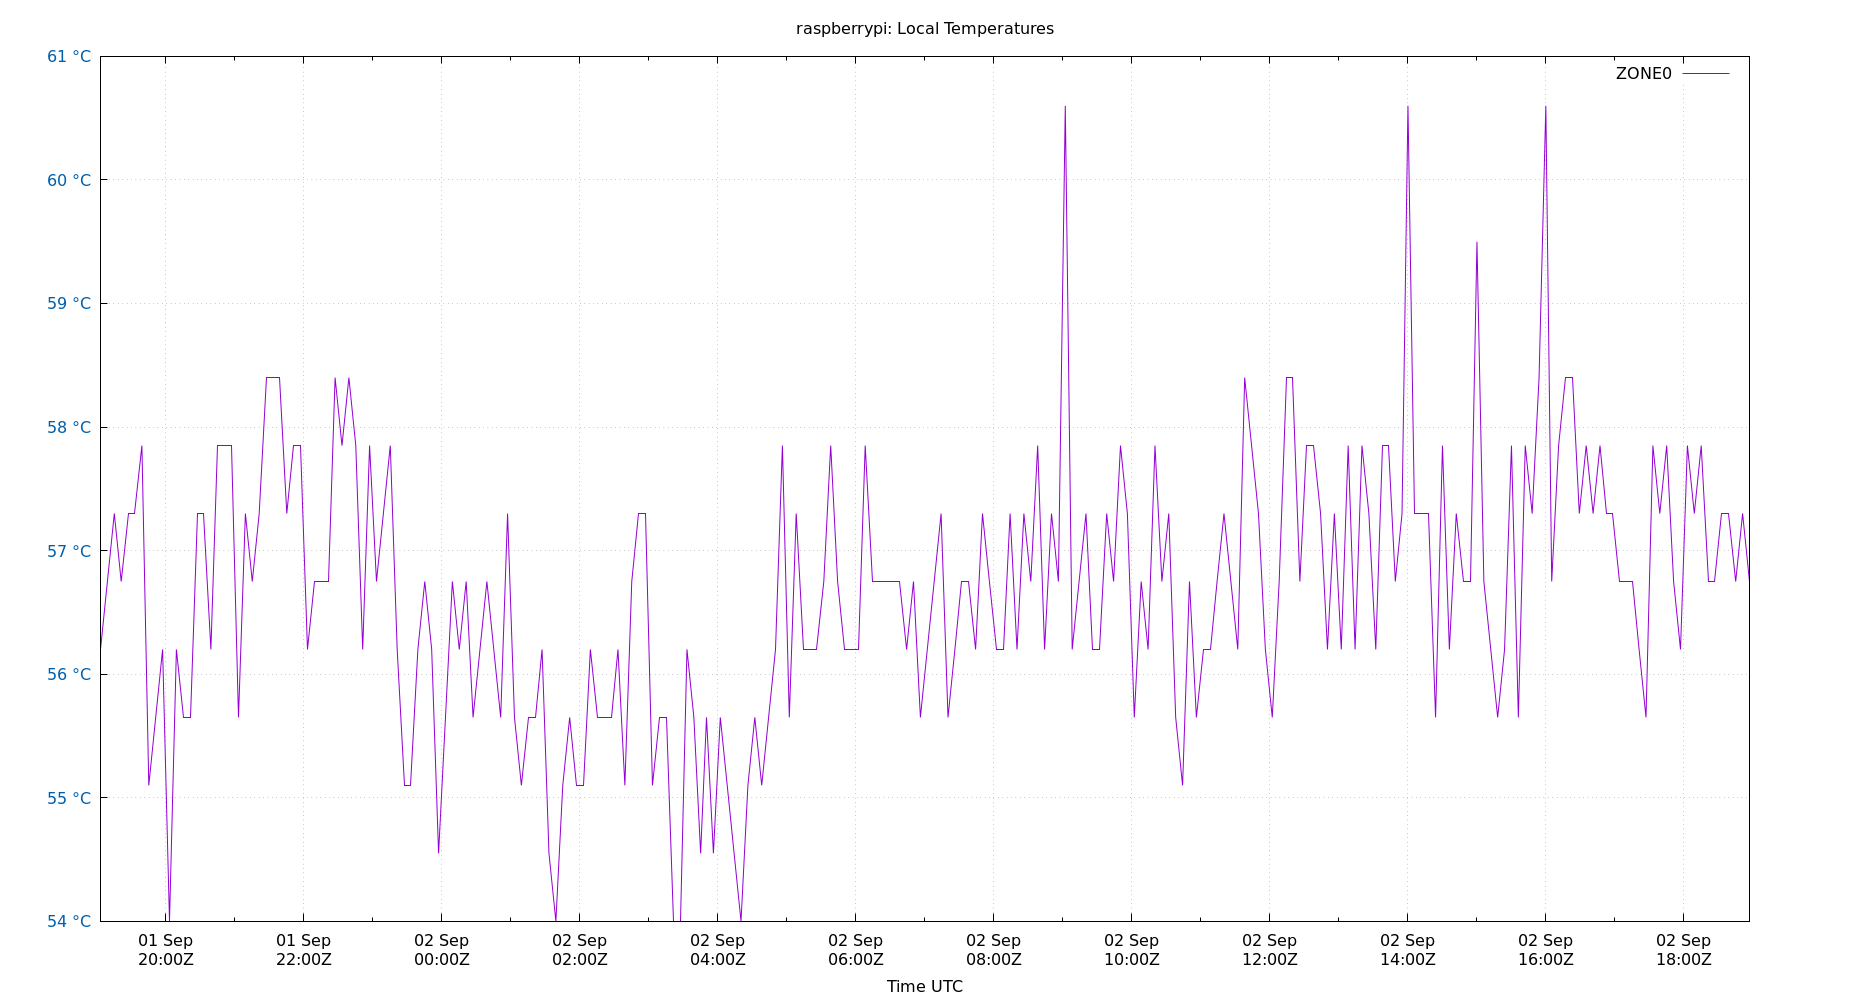 raspberrypi: Local Temperatures
ZONE0
61 °C
60 °C
59 °C
58 °C
57 °C
56 °C
55 °C
54 °C
01 Sep 01 Sep 02 Sep 02 Sep 02 Sep 02 Sep 02 Sep 02 Sep 02 Sep 02 Sep 02 Sep 02 Sep
20:00Z 22:00Z 00:00Z 02:00Z 04:00Z 06:00Z 08:00Z 10:00Z 12:00Z 14:00Z 16:00Z 18:00Z
Time UTC